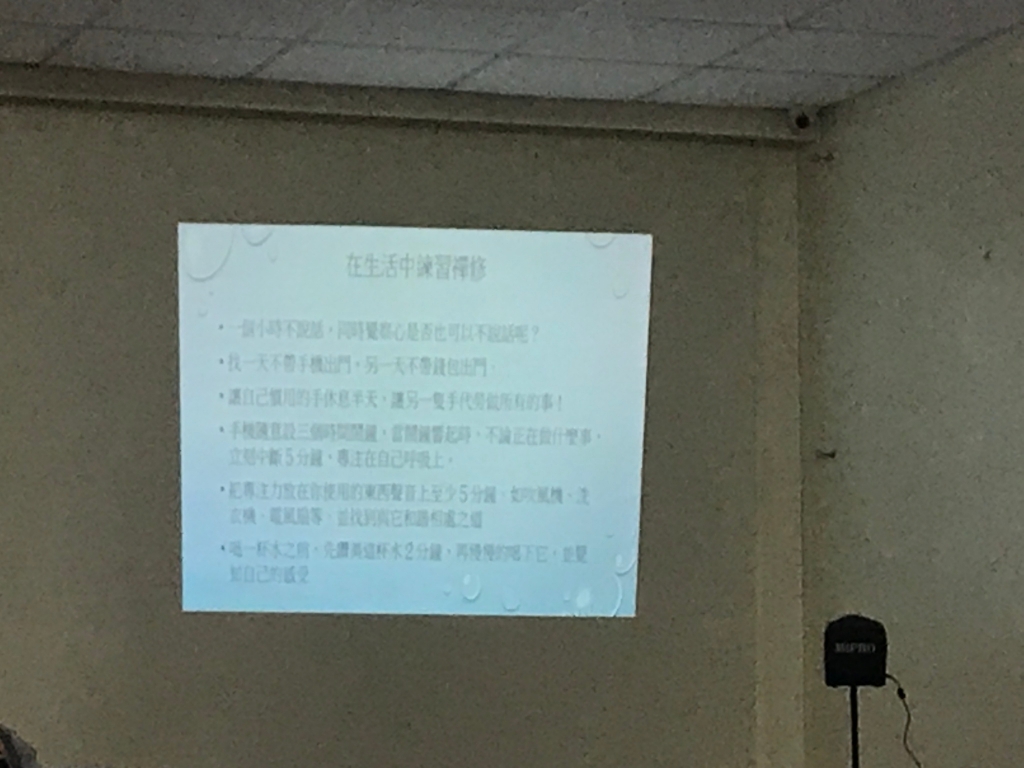 在生活中練習禪修
•一個小時不說話，同時覺察心是否也可以不說話呢？
•找一天不帶手機出門，另一天不帶錢包出門。
•讓自己慣用的手休息半天，讓另一隻手代勞做所有的事！
•手機隨意設三個時間鬧鐘，當鬧鐘響起時，不論正在做什麼事，
立刻中斷5分鐘，專注在自己呼吸上。
•把專注力放在你使用的東西聲音上至少5分鐘，如吹風機、洗
衣機、電風扇等，並找到與它和諧相處之道
•喝一杯水之前，先讚美這杯水2分鐘，再慢慢的喝下它，並覺
知自己的感受
MIPRO